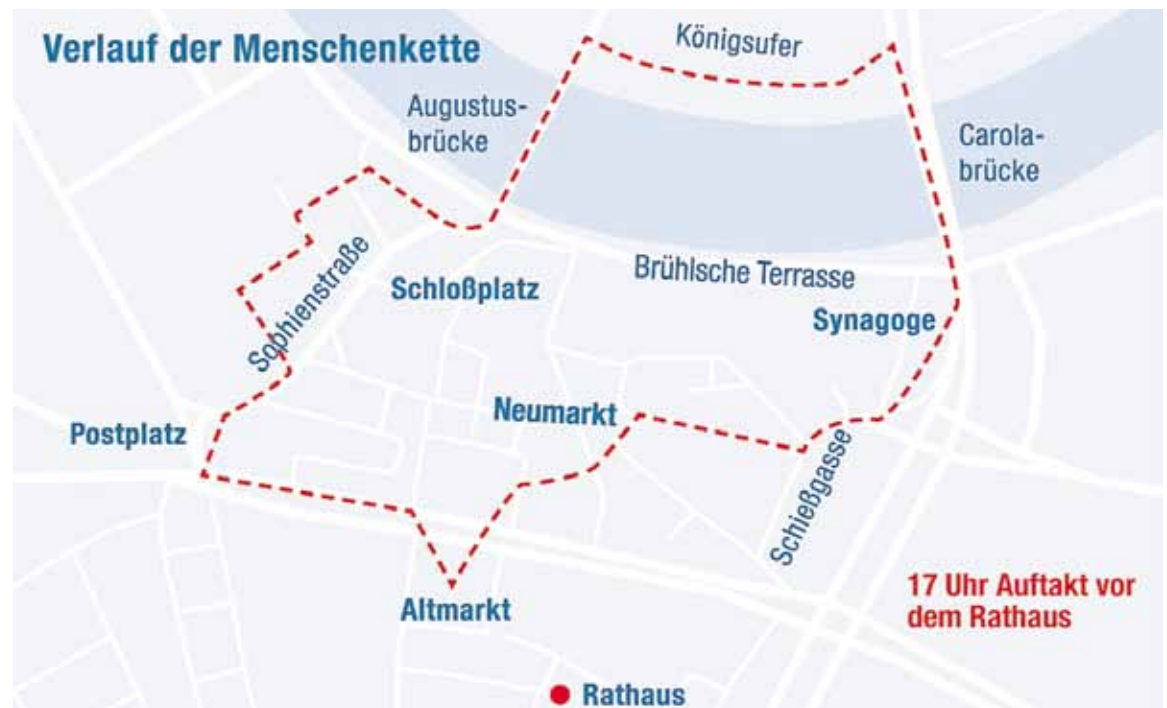 Verlauf der Menschenkette
Königsufer
Augustus-
brücke
Carola-
brücke
Sophienstraße
Schloßplatz
Brühlsche Terrasse
Synagoge
Neumarkt
Postplatz
Schießgasse
Altmarkt
17 Uhr Auftakt vor
dem Rathaus
Rathaus